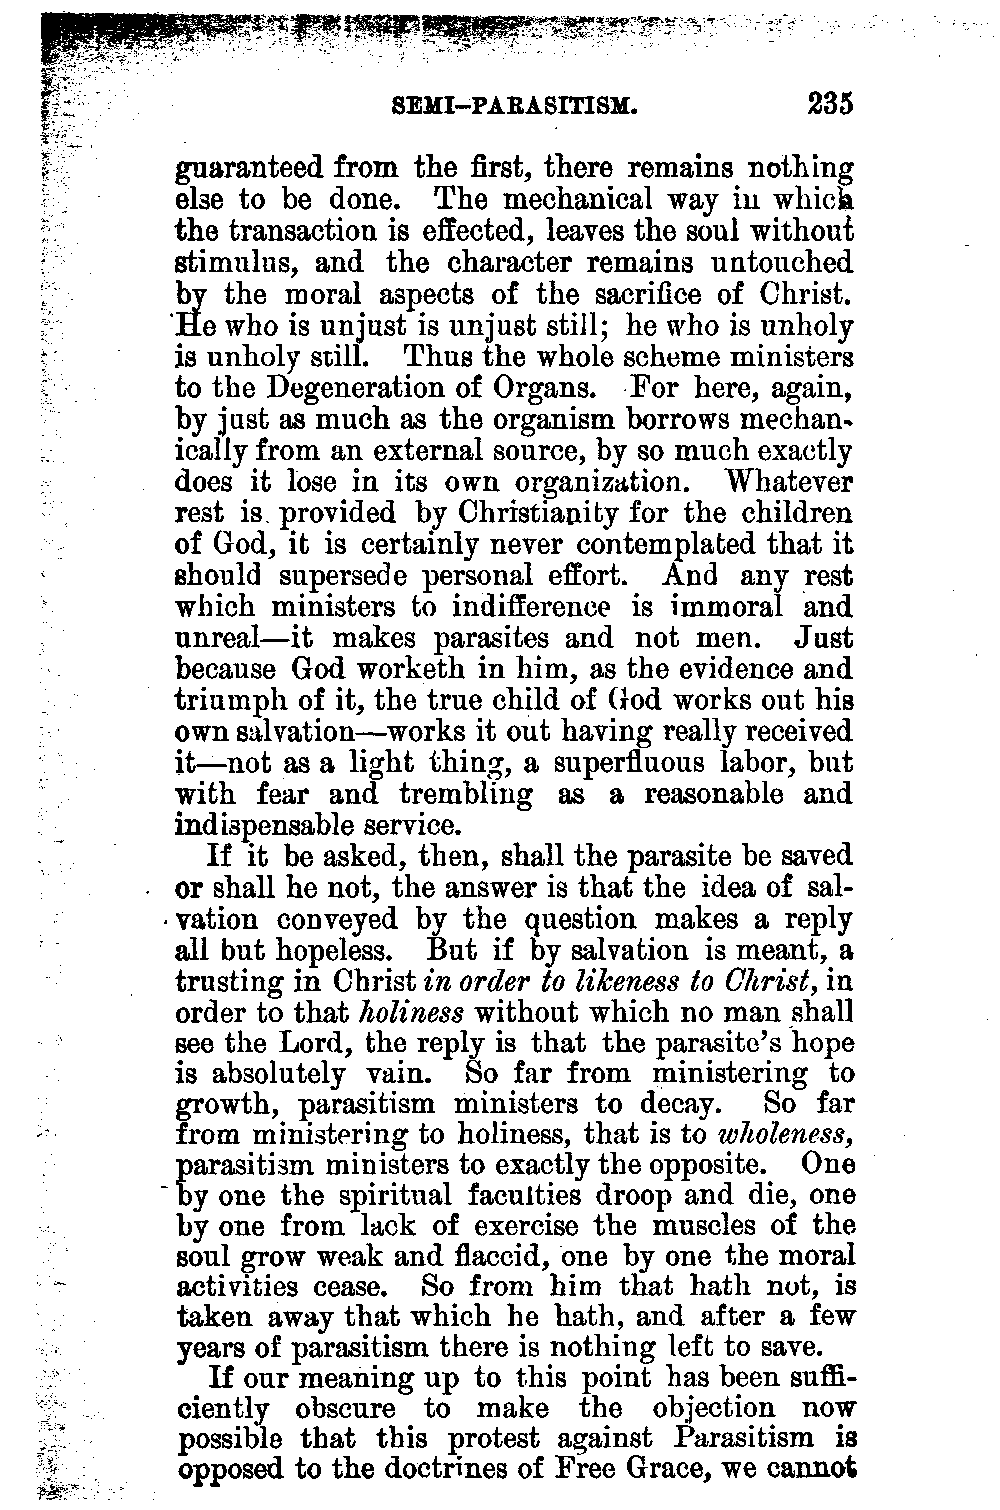 SEMI-PARASITISM. 235
guaranteed from the first, there remains nothing
else to be done. The mechanical way in which
the transaction is effected, leaves the soul without
stimulus, and the character remains untouched
by the moral aspects of the sacrifice of Christ.
He who is unjust is unjust still; he who is unholy
is unholy still. Thus the whole scheme ministers
to the Degeneration of Organs. For here, again,
by just as much as the organism borrows mechan-
ically from an external source, by so much exactly
does it lose in its own organization. Whatever
rest is provided by Christianity for the children
of God, it is certainly never contemplated that it
should supersede personal effort. And any rest
which ministers to indifference is immoral and
unreal—it makes parasites and not men. Just
because God worketh in him, as the evidence and
triumph of it, the true child of God works out his
own salvation—works it out having really received
it—not as a light thing, a superfluous labor, but
with fear and trembling as a reasonable and
indispensable service.
If it be asked, then, shall the parasite be saved
or shall he not, the answer is that the idea of sal-
vation conveyed by the question makes a reply
all but hopeless. But if by salvation is meant, a
trusting in Christ in order to likeness to Christ, in
order to that holiness without which no man shall
see the Lord, the reply is that the parasite's hope
is absolutely vain. So far from ministering to
growth, parasitism ministers to decay. So far
from ministering to holiness, that is to wholeness,
parasitism ministers to exactly the opposite. One
by one the spiritual faculties droop and die, one
by one from lack of exercise the muscles of the
soul grow weak and flaccid, one by one the moral
activities cease. So from him that hath not, is
taken away that which he hath, and after a few
years of parasitism there is nothing left to save.
If our meaning up to this point has been suffi-
ciently obscure to make the objection now
possible that this protest against Parasitism is
opposed to the doctrines of Free Grace, we cannot